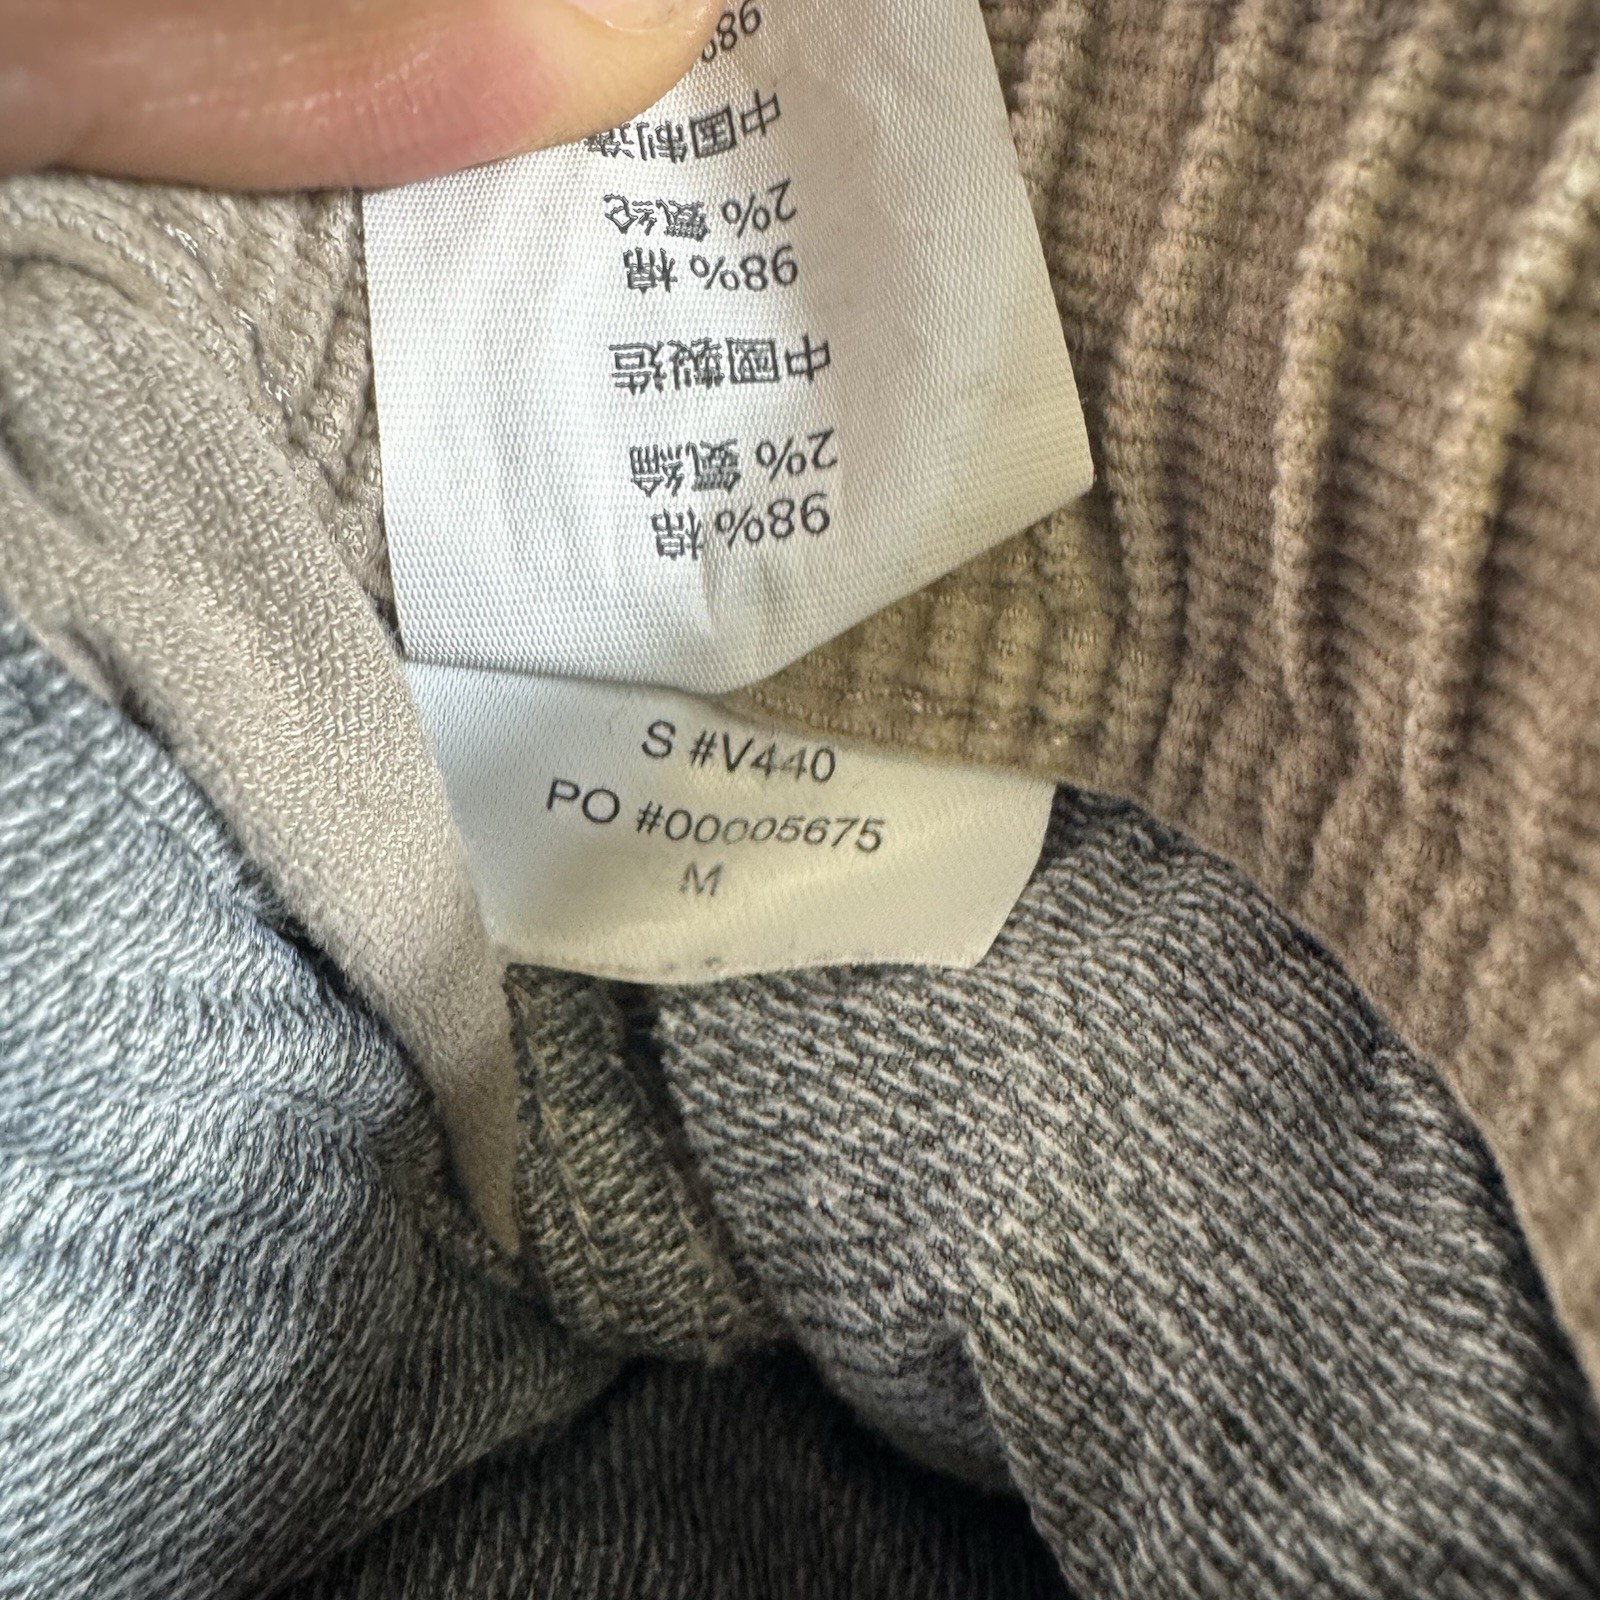 98% 棉
2% 氨綸
中國製造
98% 棉
2% 氨纶
中国制造
98
S #V440
PO #00005675
M